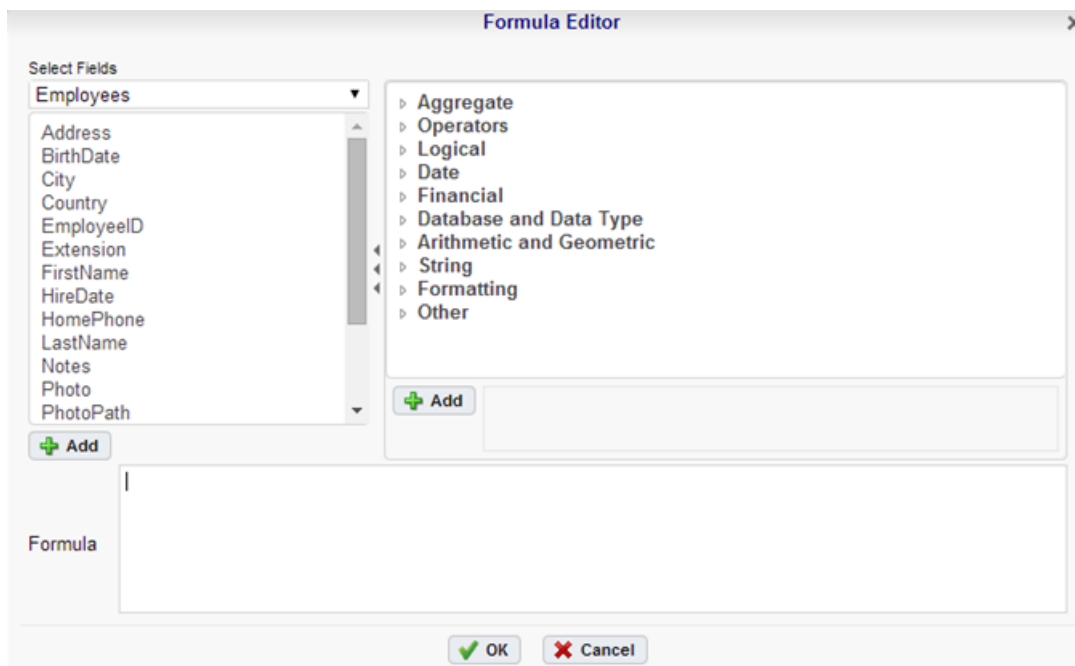 Formula Editor
Select Fields
Employees
Address
BirthDate
City
Country
EmployeeID
Extension
FirstName
HireDate
HomePhone
LastName
Notes
Photo
PhotoPath
Add
Aggregate
Operators
Logical
Date
Financial
Database and Data Type
Arithmetic and Geometric
String
Formatting
Other
Add
Formula
OK
Cancel